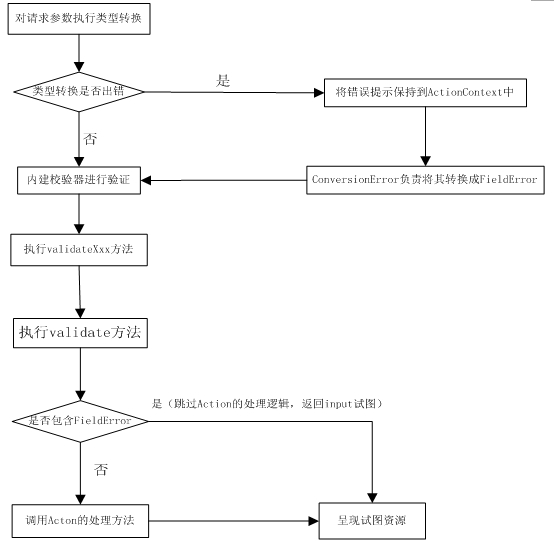 对请求参数执行类型转换
类型转换是否出错
是
将错误提示保持到ActionContext中
否
内建校验器进行验证
ConversionError负责将其转换成FieldError
执行validateXxx方法
执行validate方法
是（跳过Action的处理逻辑，返回input试图）
是否包含FieldError
否
调用Acton的处理方法
呈现试图资源